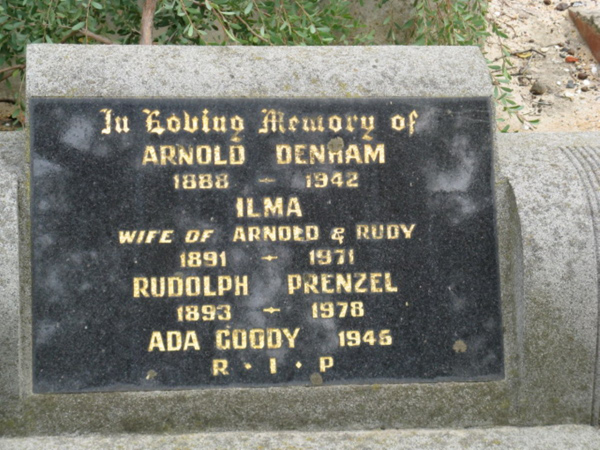 In Loving Memory of
ARNOLD DENHAM
1888 - 1942
ILMA
WIFE OF ARNOLD & RUDY
1891 - 1971
RUDOLPH PRENZEL
1893 - 1978
ADA GOODY 1946
R · I · P